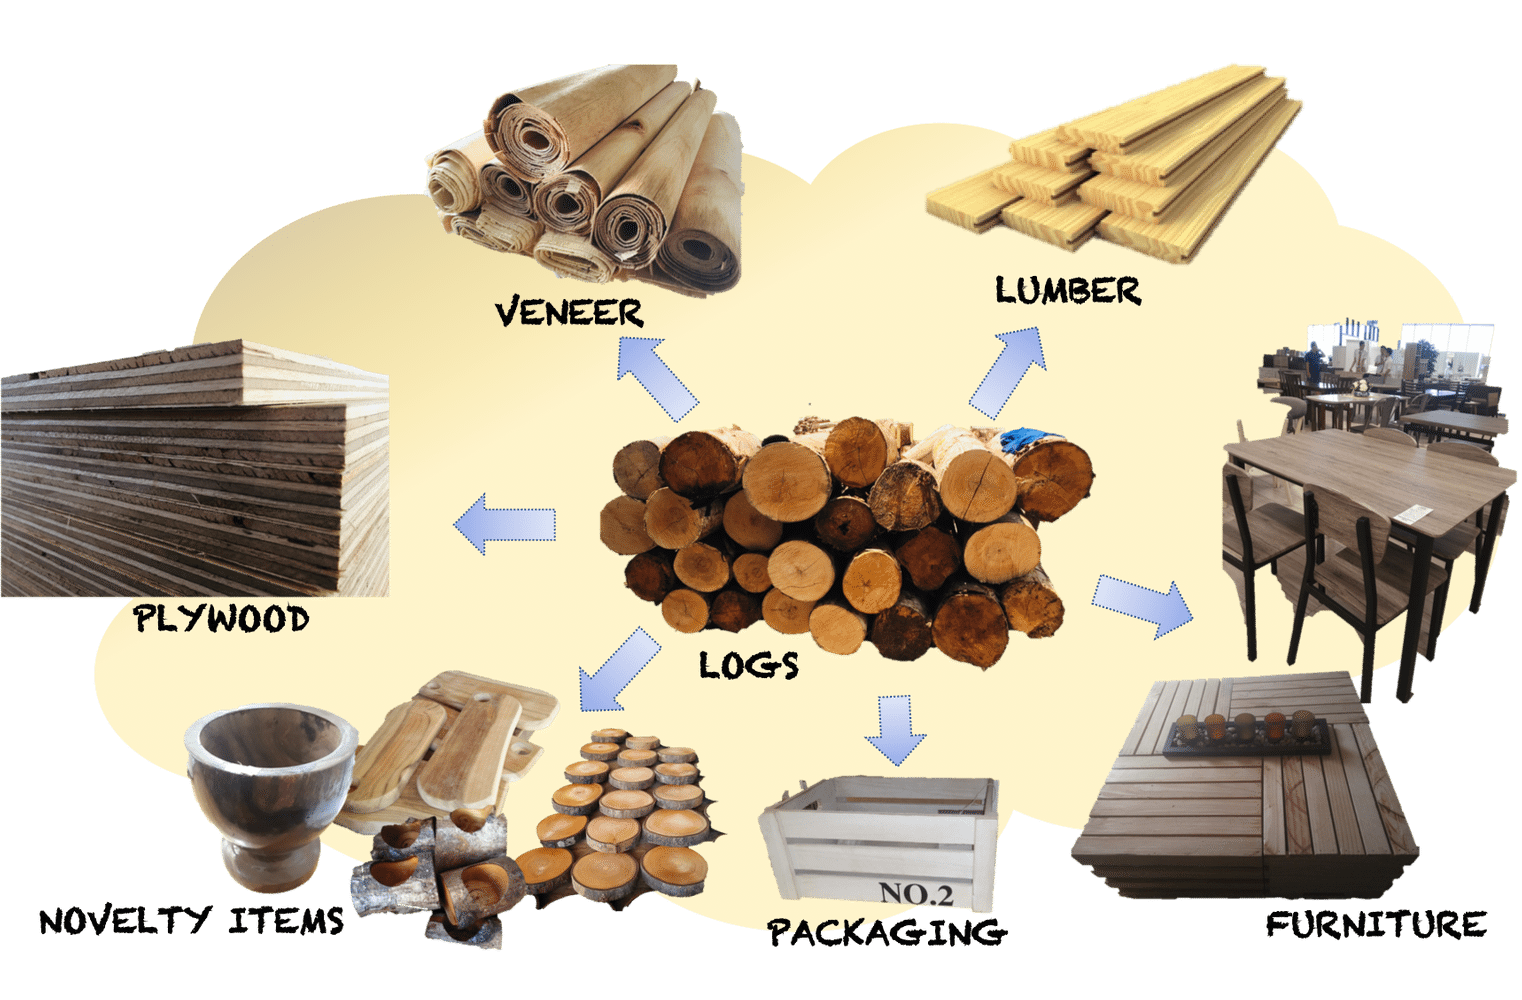 VENEER
LUMBER
PLYWOOD
LOGS
NO.2
NOVELTY ITEMS
PACKAGING
FURNITURE